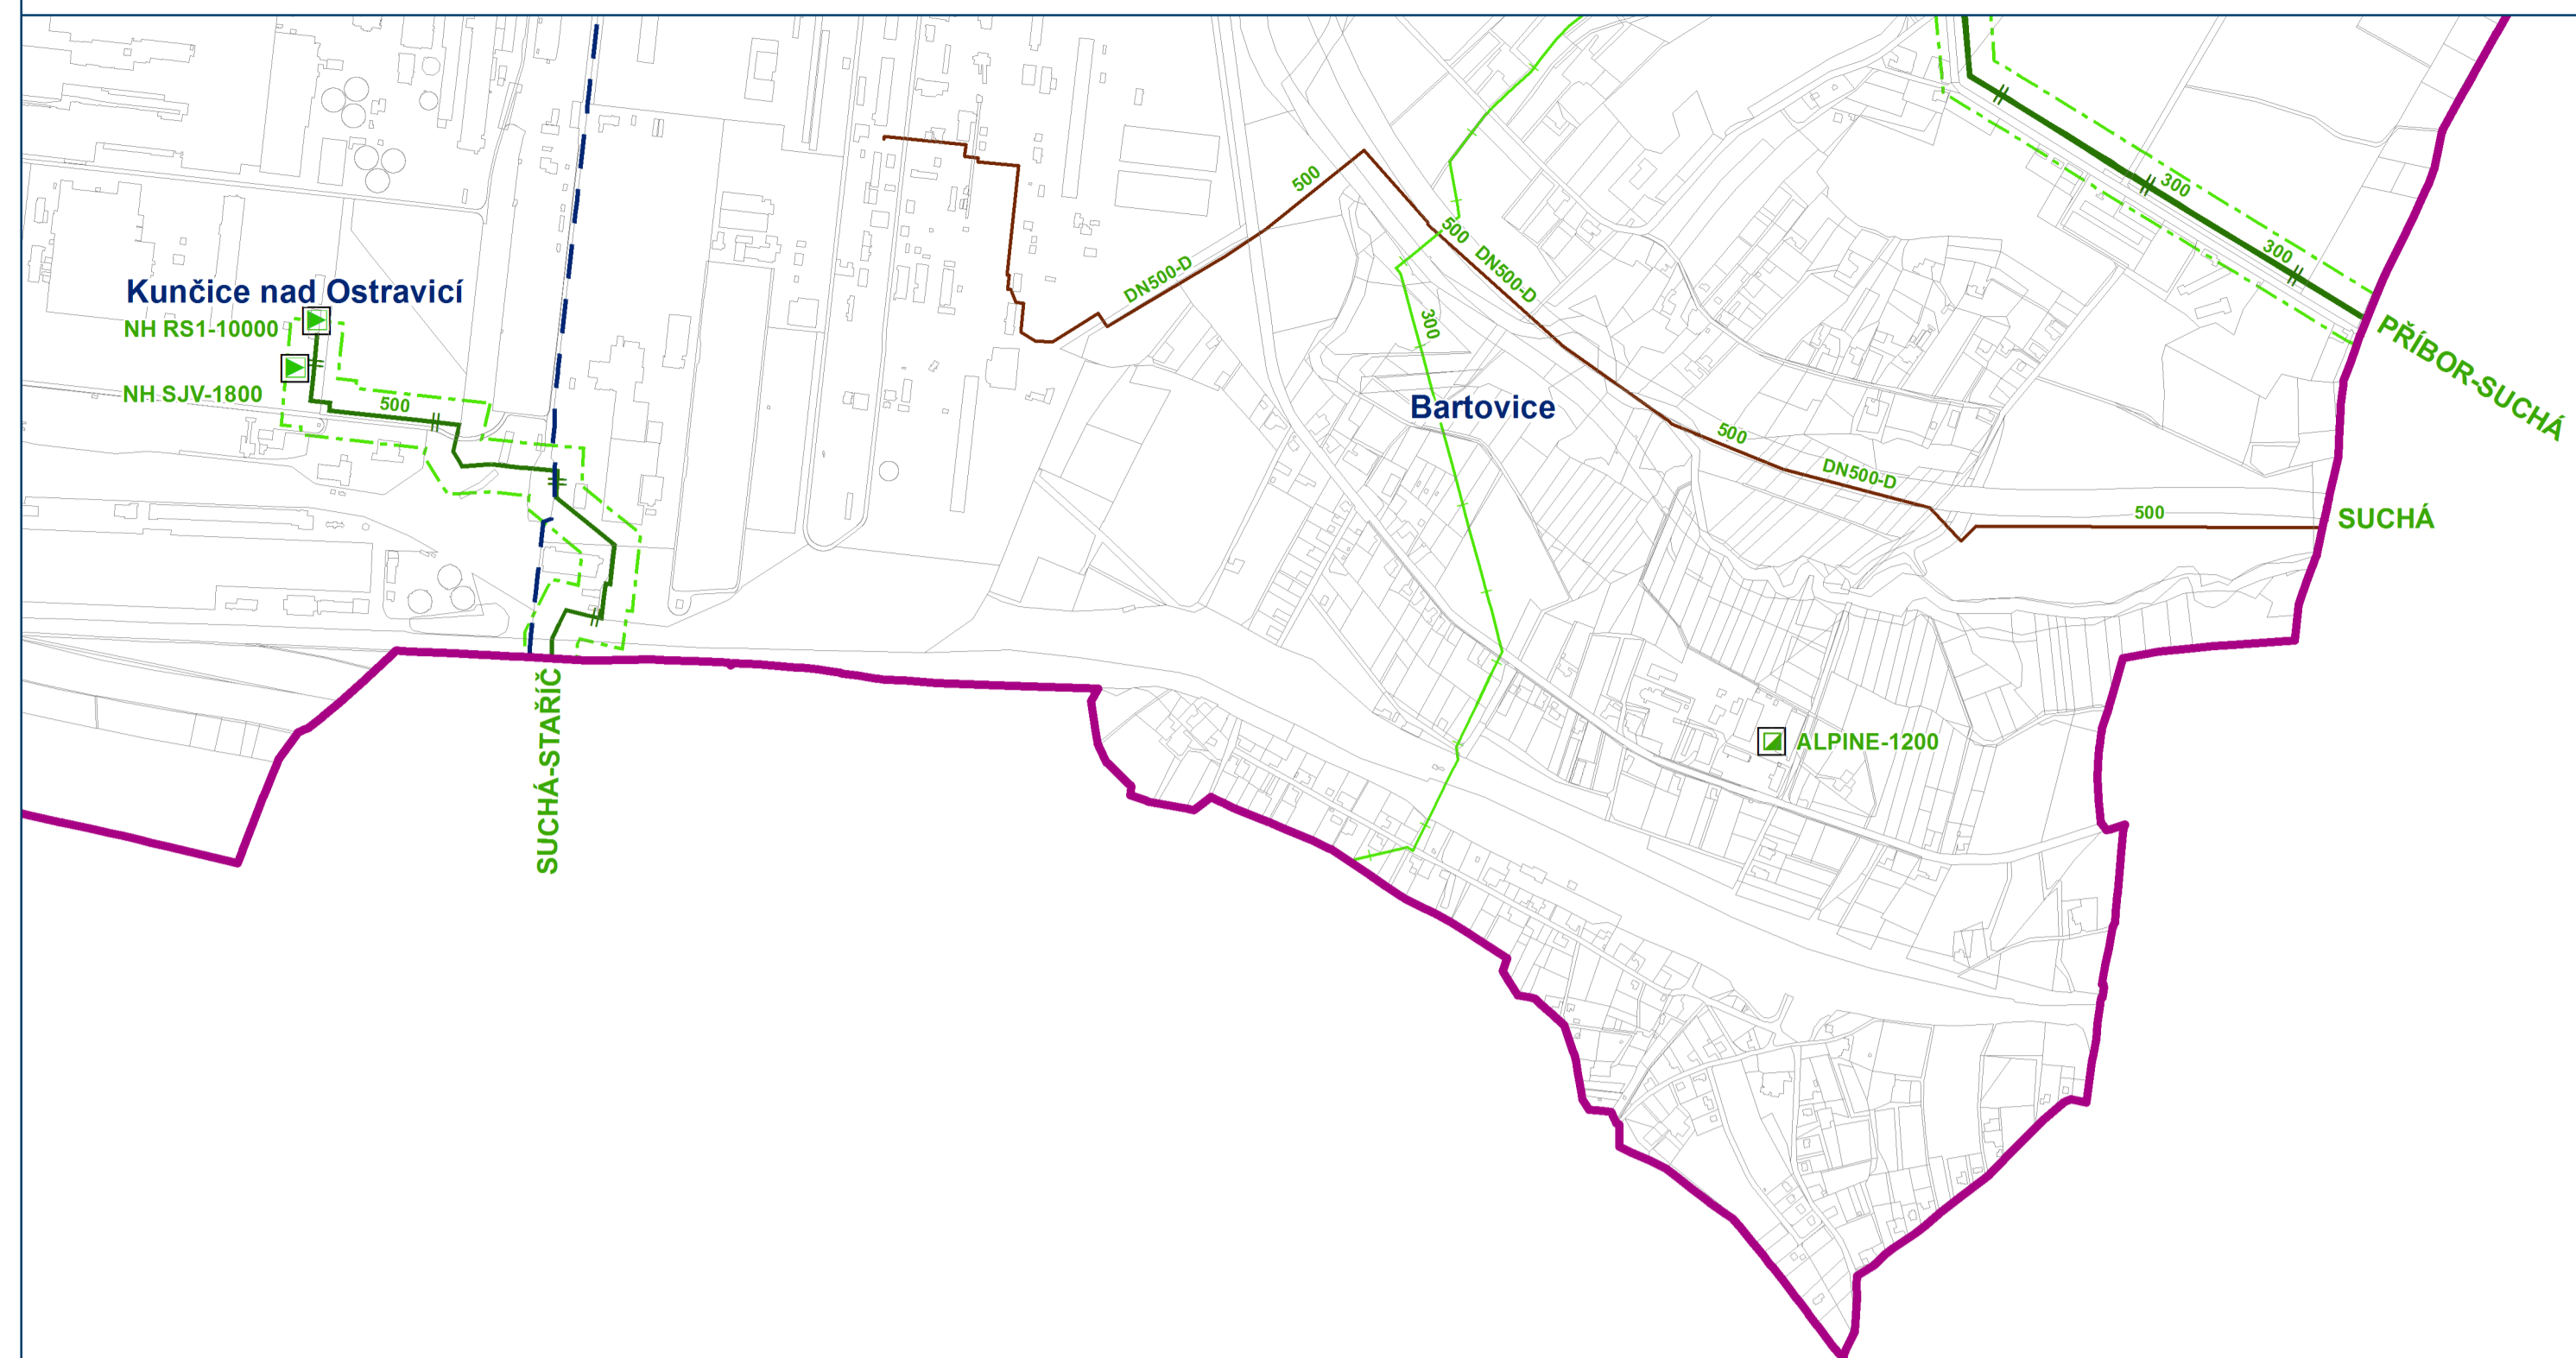 Kunčice nad Ostravicí
NH RS1-10000
NH SJV-1800
500
SUCHÁ-STAŘÍČ
DN500-D
500
500
DN500-D
300
Bartovice
500
DN500-D
500
SUCHÁ
300
300
PŘÍBOR-SUCHÁ
ALPINE-1200